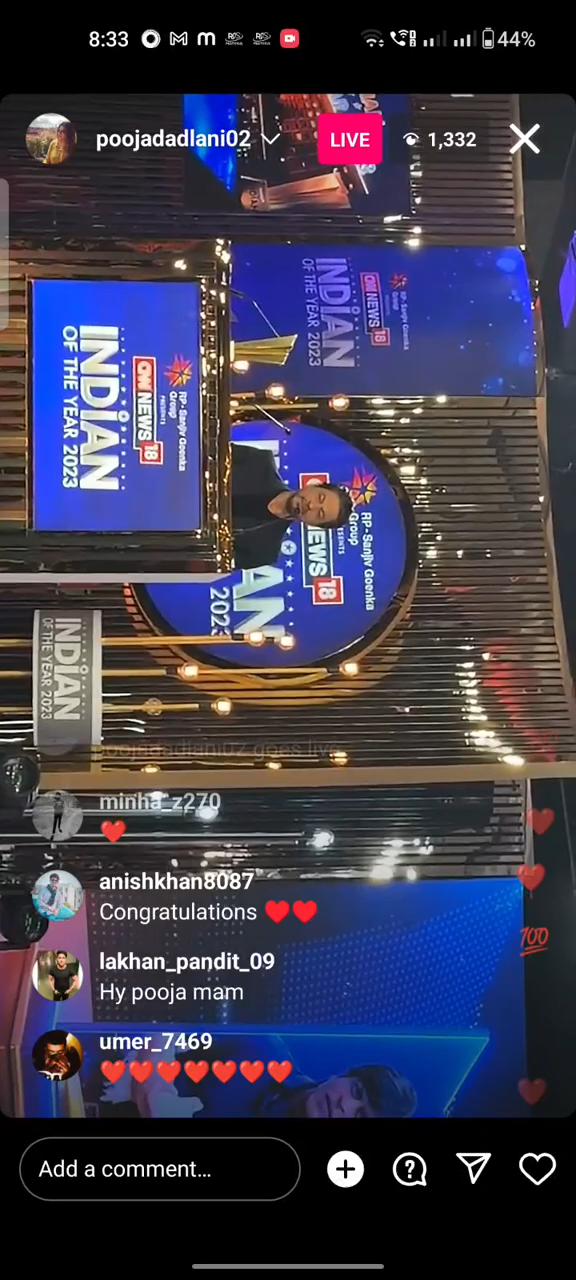 8:33
44%
poojadadlani02
LIVE
1,332
INDIAN
OF THE YEAR 2023
CNN NEWS 18
RP-Sanjiv Goenka
Group
RP-Sanjiv Goenka
Group
PRESENTS
CNN NEWS 18
INDIAN
OF THE YEAR 2023
RP-Sanjiv Goenka
Group
PRESENTS
NEWS 18
AN
2023
INDIAN
OF THE YEAR 2023
poojadadlani02 goes live
minha_z270
❤️
anishkhan8087
Congratulations ❤️❤️
lakhan_pandit_09
Hy pooja mam
umer_7469
❤️❤️❤️❤️❤️❤️❤️
💯
Add a comment...